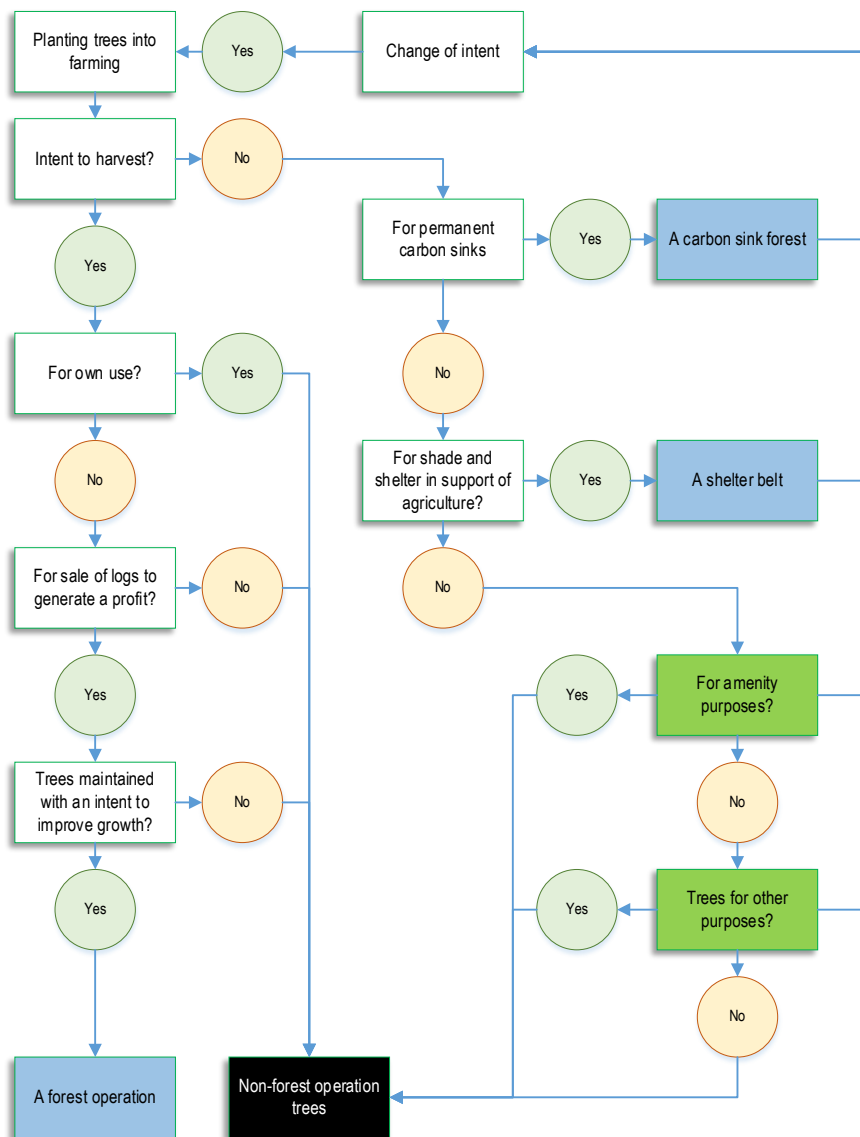 Planting trees into
farming
Yes
Change of intent
Intent to harvest?
No
Yes
For permanent
carbon sinks
Yes
A carbon sink forest
For own use?
Yes
No
No
For shade and
shelter in support of
agriculture?
Yes
A shelter belt
For sale of logs to
generate a profit?
No
No
Yes
For amenity
purposes?
Yes
Trees maintained
with an intent to
improve growth?
No
No
Yes
Trees for other
purposes?
Yes
No
A forest operation
Non-forest operation
trees